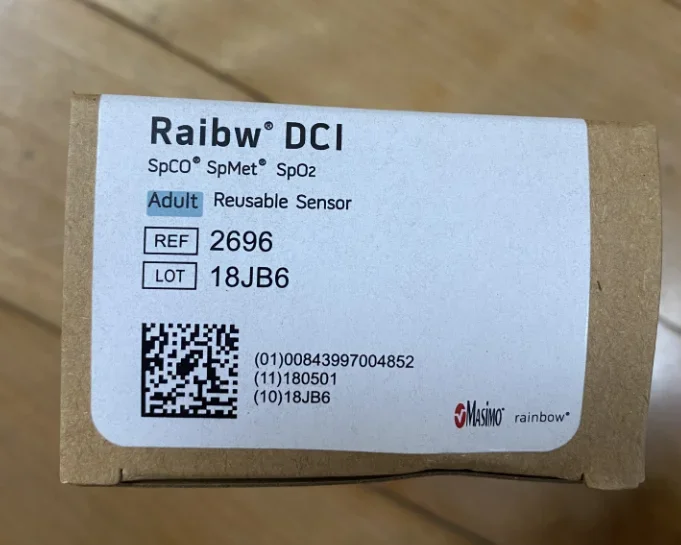 Raibw® DCI
SpCO® SpMet® SpO2
Adult Reusable Sensor
REF 2696
LOT 18JB6
(01)00843997004852
(11)180501
(10)18JB6
Masimo® rainbow®